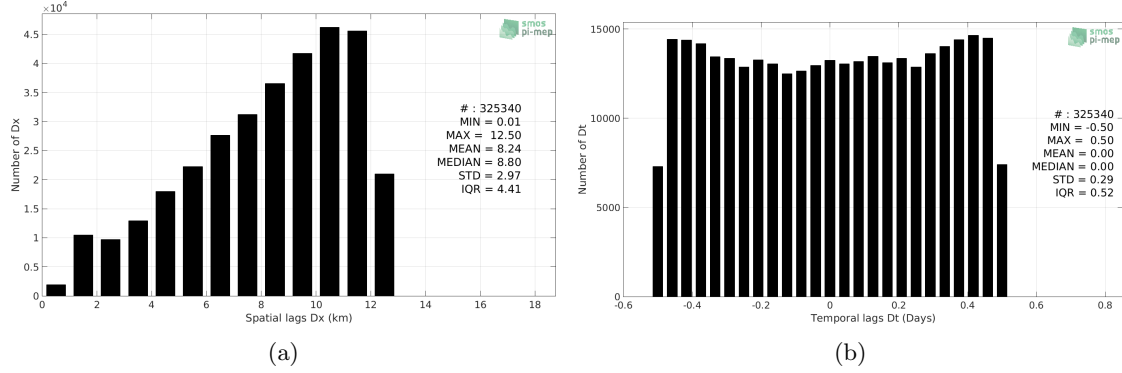 ×10⁴
4.5
4
3.5
3
2.5
2
1.5
1
0.5
0
Number of Dx
0 2 4 6 8 10 12 14 16 18
Spatial lags Dx (km)
smos
pi-mep
# : 325340
MIN = 0.01
MAX = 12.50
MEAN = 8.24
MEDIAN = 8.80
STD = 2.97
IQR = 4.41
(a)
15000
10000
5000
0
Number of Dt
-0.6 -0.4 -0.2 0 0.2 0.4 0.6 0.8
Temporal lags Dt (Days)
smos
pi-mep
# : 325340
MIN = -0.50
MAX = 0.50
MEAN = 0.00
MEDIAN = 0.00
STD = 0.29
IQR = 0.52
(b)